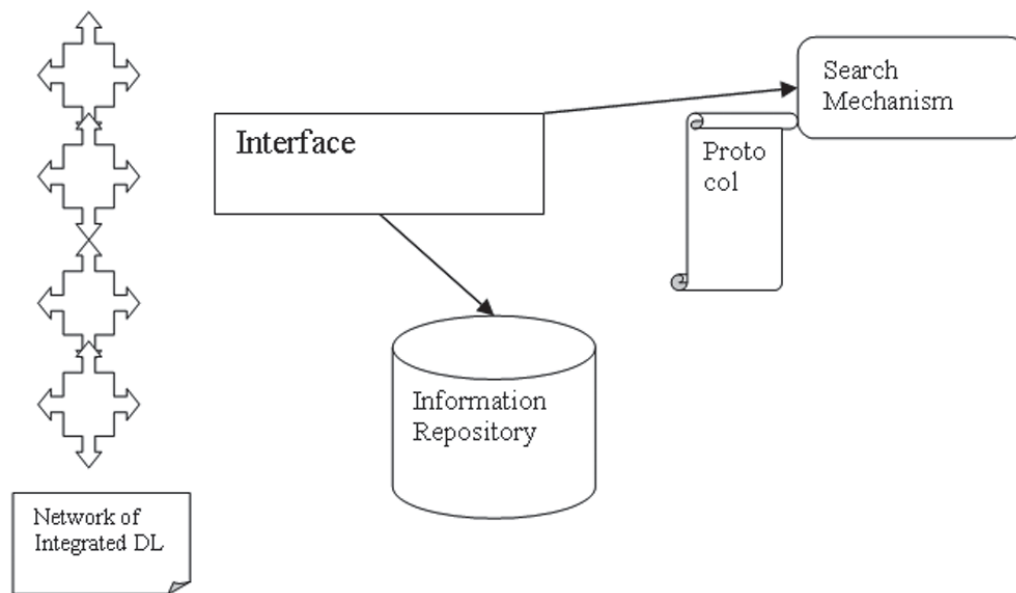 Search
Mechanism
Interface
Proto
col
Information
Repository
Network of
Integrated DL